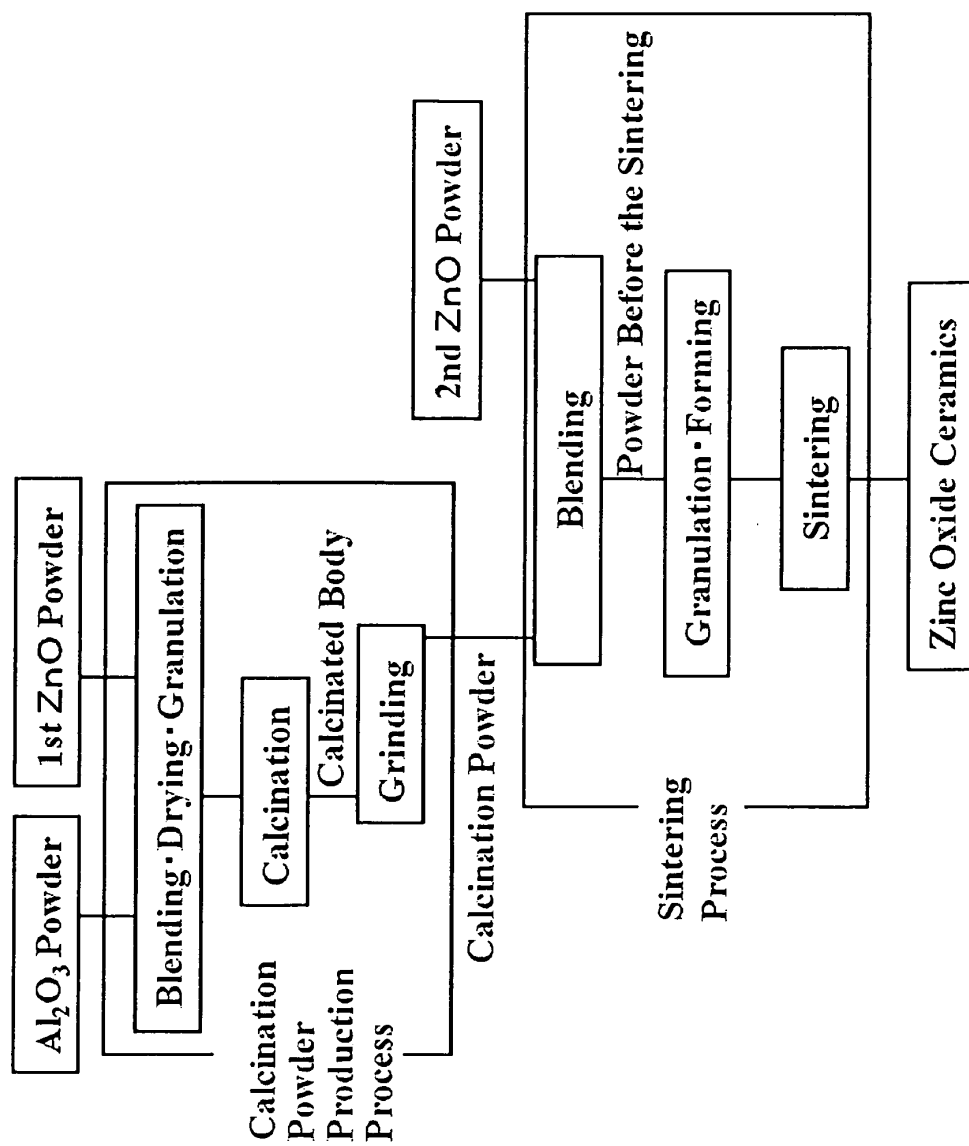 Al₂O₃ Powder
1st ZnO Powder
Blending·Drying·Granulation
Calcination
Calcinated Body
Grinding
Calcination
Powder
Production
Process
Calcination Powder
2nd ZnO Powder
Blending
Powder Before the Sintering
Granulation·Forming
Sintering
Sintering
Process
Zinc Oxide Ceramics